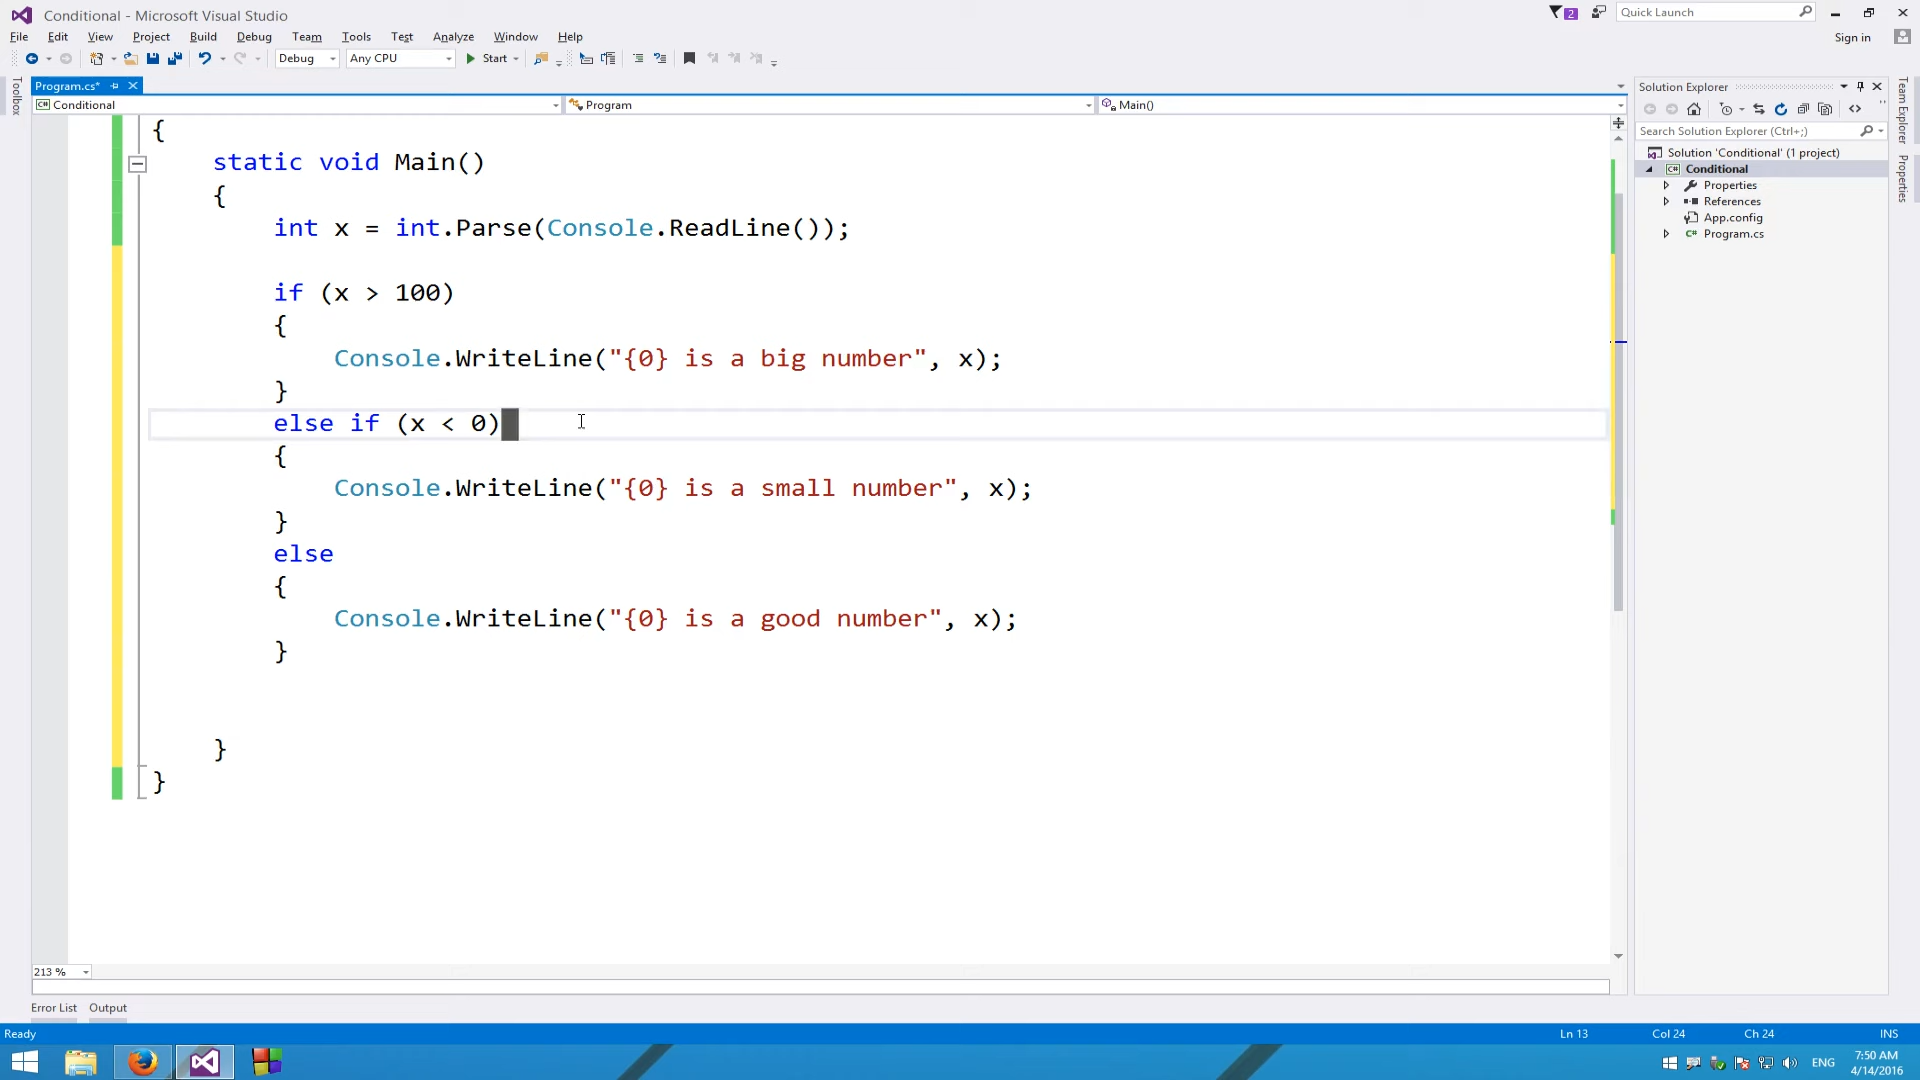 Conditional - Microsoft Visual Studio
2
Quick Launch
File Edit View Project Build Debug Team Tools Test Analyze Window Help
Sign in
Debug Any CPU Start
Toolbox
Program.cs*
Conditional Program Main()
{
static void Main()
{
int x = int.Parse(Console.ReadLine());
if (x > 100)
{
Console.WriteLine("{0} is a big number", x);
}
else if (x < 0)
{
Console.WriteLine("{0} is a small number", x);
}
else
{
Console.WriteLine("{0} is a good number", x);
}
}
}
213 %
Solution Explorer
Search Solution Explorer (Ctrl+;)
Solution 'Conditional' (1 project)
C# Conditional
Properties
References
App.config
C# Program.cs
Team Explorer
Properties
Error List Output
Ready Ln 13 Col 24 Ch 24 INS
ENG
7:50 AM
4/14/2016